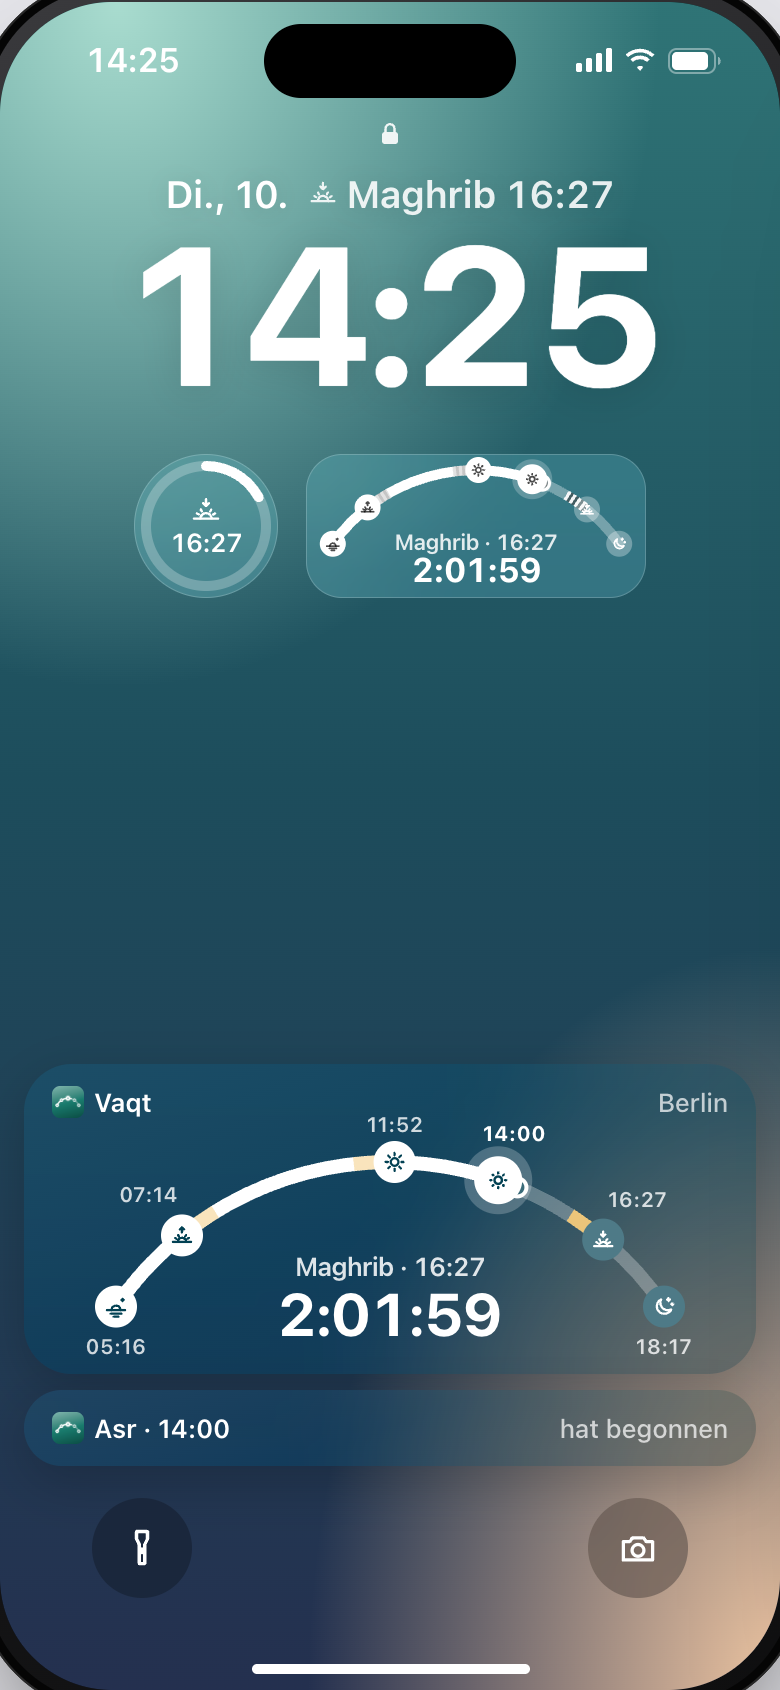 14:25
Di., 10. Maghrib 16:27
14:25
16:27
Maghrib · 16:27
2:01:59
Vaqt
Berlin
11:52
14:00
07:14
16:27
Maghrib · 16:27
2:01:59
05:16
18:17
Asr · 14:00
hat begonnen